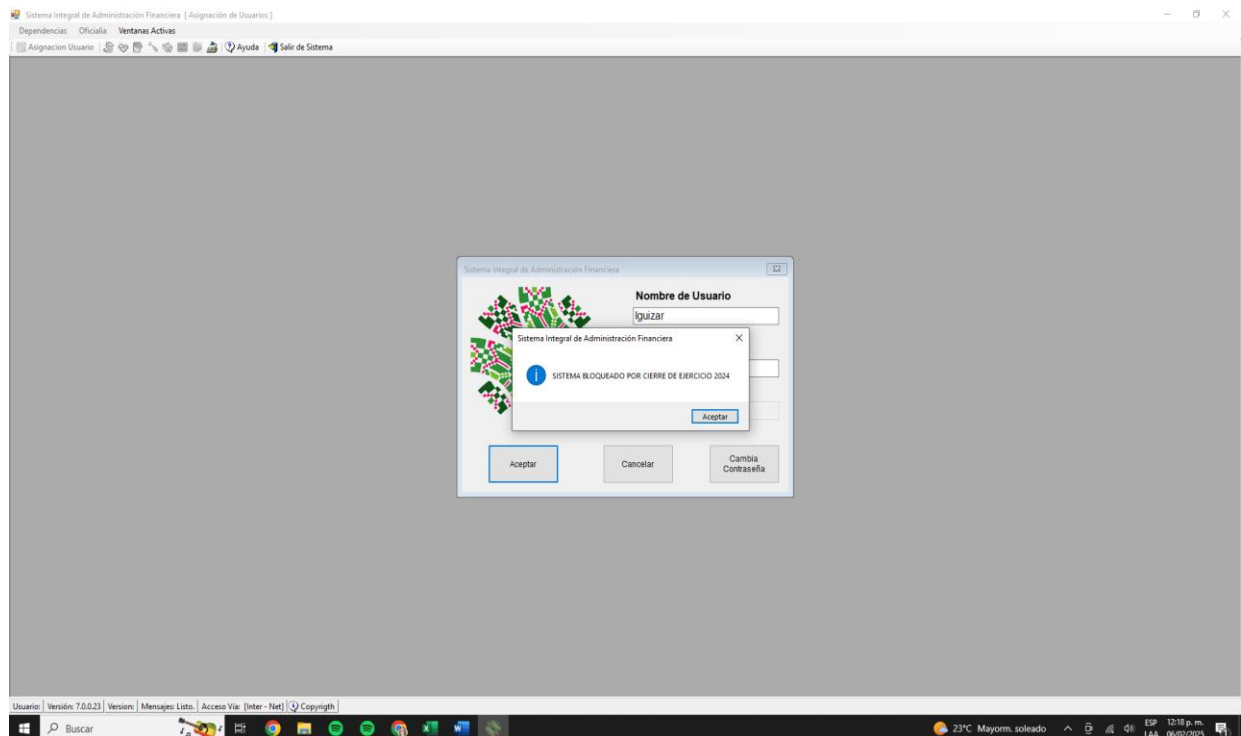 Sistema Integral de Administración Financiera [ Asignación de Usuarios ]
Dependencias Oficialia Ventanas Activas
Asignacion Usuario Ayuda Salir de Sistema
Sistema Integral de Administración Financiera
Nombre de Usuario
lguizar
Sistema Integral de Administración Financiera
SISTEMA BLOQUEADO POR CIERRE DE EJERCICIO 2024
Aceptar
Aceptar Cancelar Cambia
Contraseña
Usuario: Versión: 7.0.0.23 Version: Mensajes: Listo. Acceso Vía: [Inter - Net] Copyrigth
Buscar 23°C Mayorm. soleado ESP 12:18 p. m.
LAA 06/02/2025